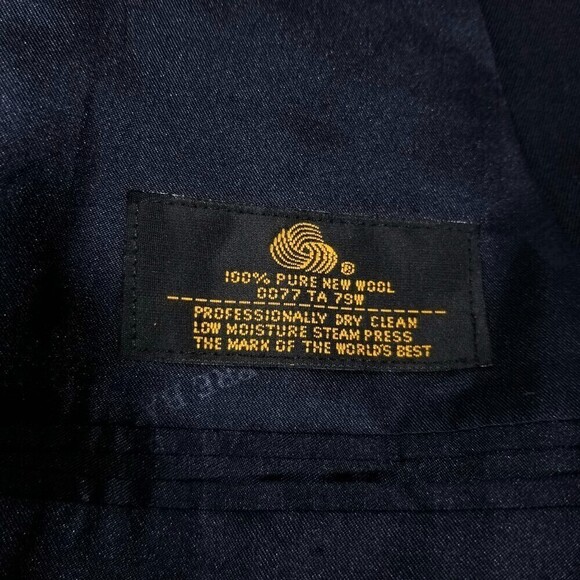 ®
100% PURE NEW WOOL
0077 TA 79W
PROFESSIONALLY DRY CLEAN
LOW MOISTURE STEAM PRESS
THE MARK OF THE WORLD'S BEST